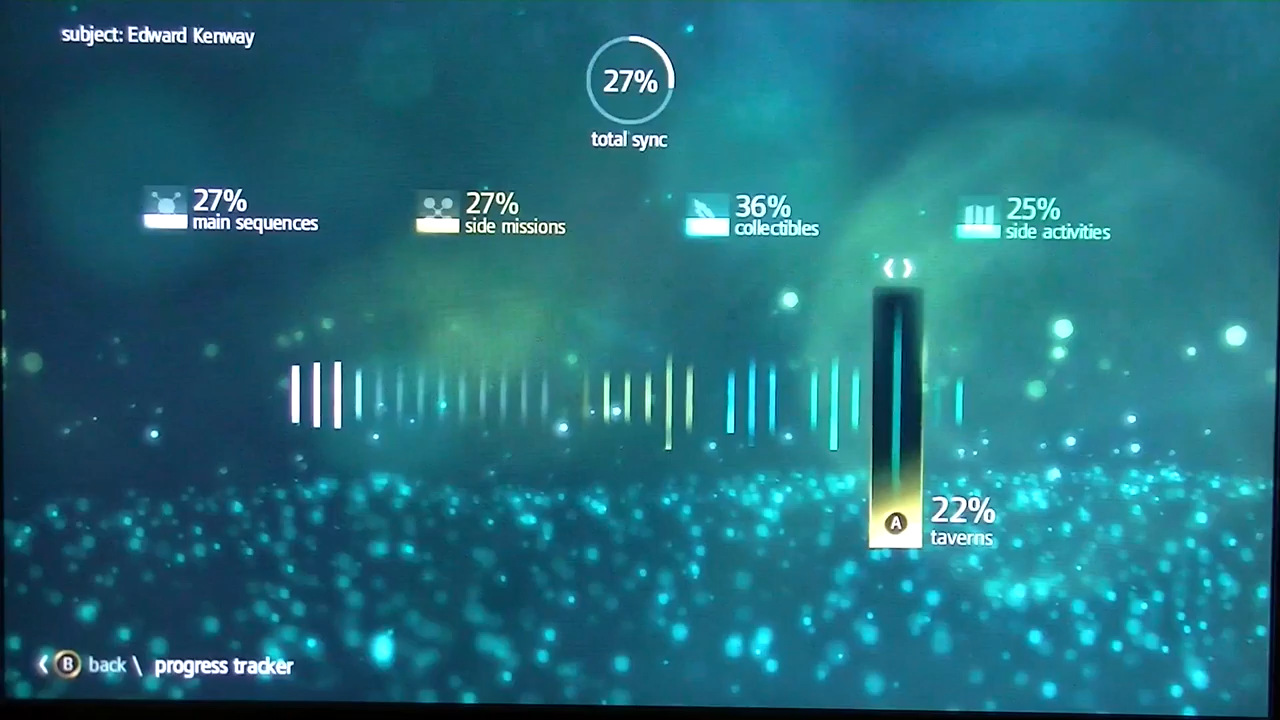 subject: Edward Kenway
27%
total sync
27%
main sequences
27%
side missions
36%
collectibles
25%
side activities
A
22%
taverns
B back \ progress tracker